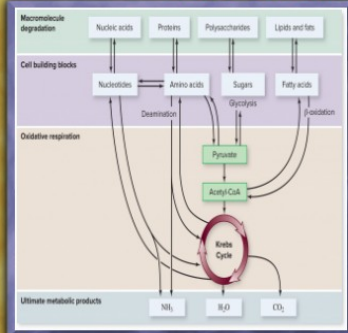 Macromolecule
degradation
Nucleic acids
Proteins
Polysaccharides
Lipids and fats
Cell building blocks
Nucleotides
Amino acids
Sugars
Fatty acids
Deamination
Glycolysis
β-oxidation
Oxidative respiration
Pyruvate
Acetyl-CoA
Krebs
Cycle
Ultimate metabolic products
NH₃
H₂O
CO₂